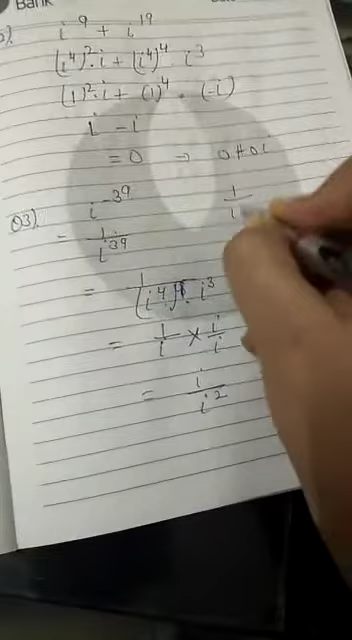 Bank
i⁹ + i¹⁹
(i⁴)²·i + (i⁴)⁴·i³
(1)²·i + (1)⁴·(-i)
i - i
= 0 → 0+0i
Q3) i⁻³⁹
= 1/i³⁹
= 1/(i⁴)⁹·i³
= 1/i × i/i
= i/i²
1/i